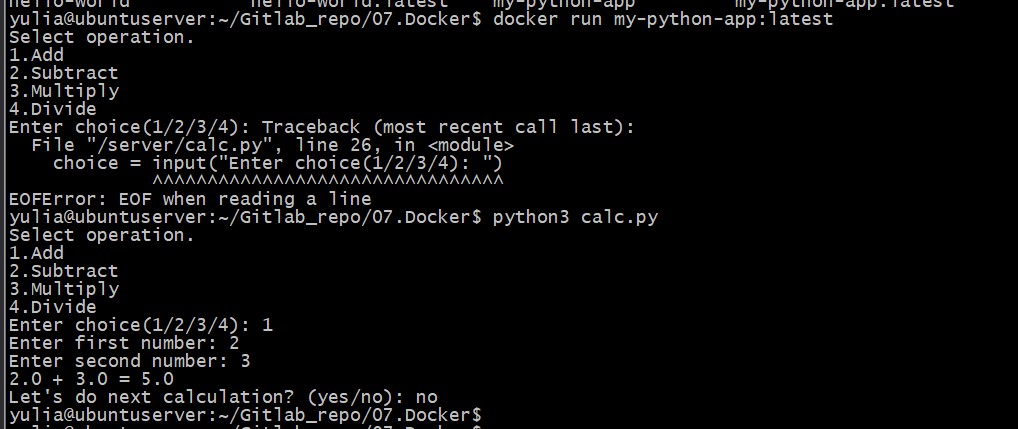 hello-world hello-world:latest my-python-app my-python-app:latest
yulia@ubuntuserver:~/Gitlab_repo/07.Docker$ docker run my-python-app:latest
Select operation.
1.Add
2.Subtract
3.Multiply
4.Divide
Enter choice(1/2/3/4): Traceback (most recent call last):
  File "/server/calc.py", line 26, in <module>
    choice = input("Enter choice(1/2/3/4): ")
             ^^^^^^^^^^^^^^^^^^^^^^^^^^^^^^^^
EOFError: EOF when reading a line
yulia@ubuntuserver:~/Gitlab_repo/07.Docker$ python3 calc.py
Select operation.
1.Add
2.Subtract
3.Multiply
4.Divide
Enter choice(1/2/3/4): 1
Enter first number: 2
Enter second number: 3
2.0 + 3.0 = 5.0
Let's do next calculation? (yes/no): no
yulia@ubuntuserver:~/Gitlab_repo/07.Docker$